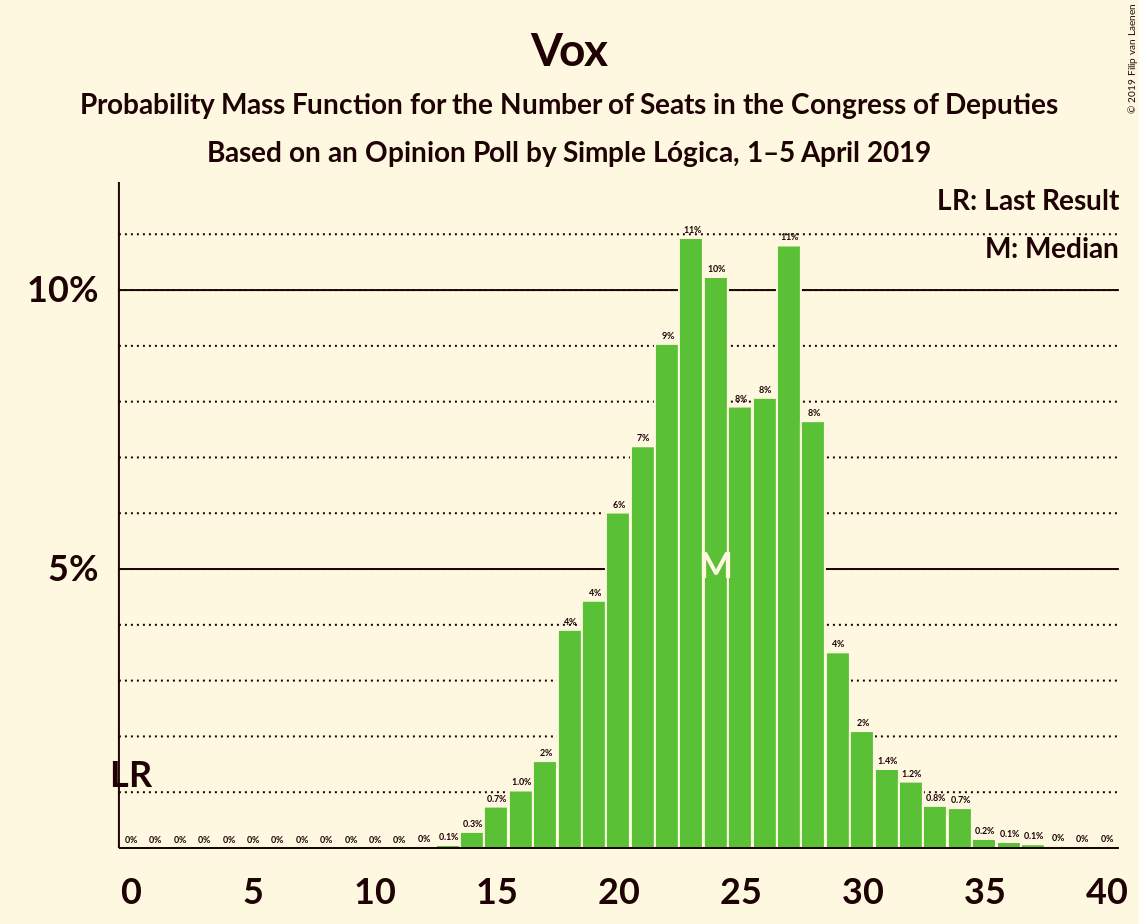 Vox
Probability Mass Function for the Number of Seats in the Congress of Deputies
Based on an Opinion Poll by Simple Lógica, 1–5 April 2019
© 2019 Filip van Laenen
LR: Last Result
M: Median
10%
5%
LR
M
0% 0% 0% 0% 0% 0% 0% 0% 0% 0% 0% 0% 0% 0.1% 0.3% 0.7% 1.0% 2% 4% 4% 6% 7% 9% 11% 10% 8% 8% 11% 8% 4% 2% 1.4% 1.2% 0.8% 0.7% 0.2% 0.1% 0.1% 0% 0% 0%
0 5 10 15 20 25 30 35 40